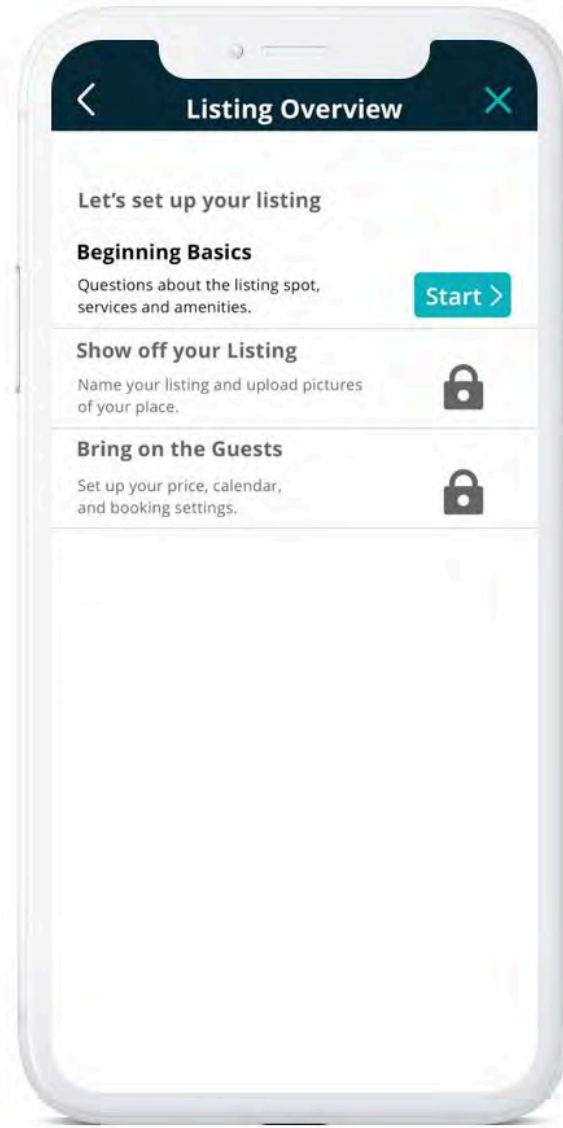 Listing Overview
Let's set up your listing
Beginning Basics
Questions about the listing spot,
services and amenities.
Start
Show off your Listing
Name your listing and upload pictures
of your place.
Bring on the Guests
Set up your price, calendar,
and booking settings.